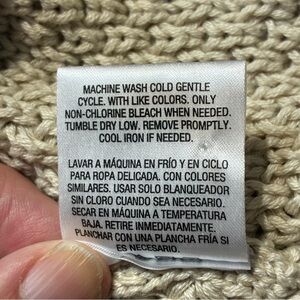 MACHINE WASH COLD GENTLE
CYCLE. WITH LIKE COLORS. ONLY
NON-CHLORINE BLEACH WHEN NEEDED.
TUMBLE DRY LOW. REMOVE PROMPTLY.
COOL IRON IF NEEDED.
LAVAR A MÁQUINA EN FRÍO Y EN CICLO
PARA ROPA DELICADA. CON COLORES
SIMILARES. USAR SOLO BLANQUEADOR
SIN CLORO CUANDO SEA NECESARIO.
SECAR EN MÁQUINA A TEMPERATURA
BAJA. RETIRE INMEDIATAMENTE.
PLANCHAR CON UNA PLANCHA FRÍA SI
ES NECESARIO.